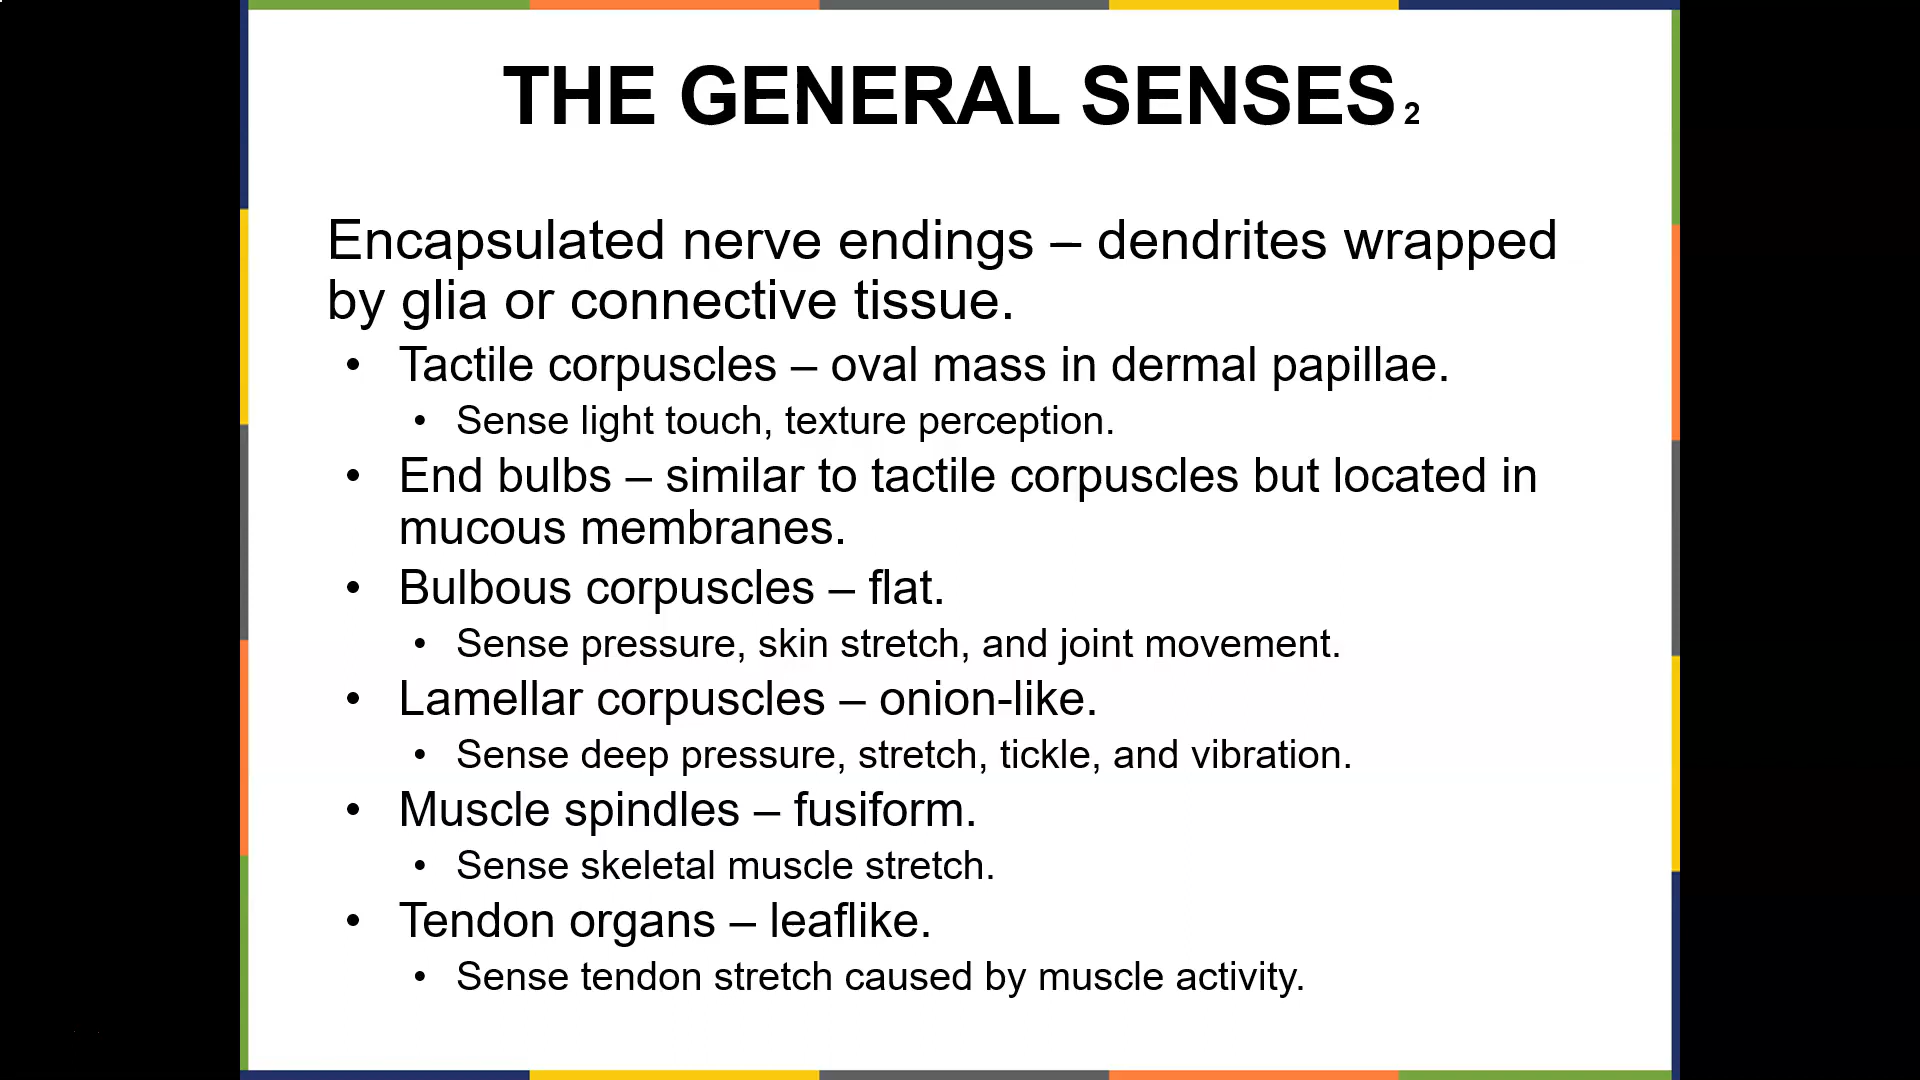 THE GENERAL SENSES 2
Encapsulated nerve endings – dendrites wrapped
by glia or connective tissue.
• Tactile corpuscles – oval mass in dermal papillae.
• Sense light touch, texture perception.
• End bulbs – similar to tactile corpuscles but located in
mucous membranes.
• Bulbous corpuscles – flat.
• Sense pressure, skin stretch, and joint movement.
• Lamellar corpuscles – onion-like.
• Sense deep pressure, stretch, tickle, and vibration.
• Muscle spindles – fusiform.
• Sense skeletal muscle stretch.
• Tendon organs – leaflike.
• Sense tendon stretch caused by muscle activity.